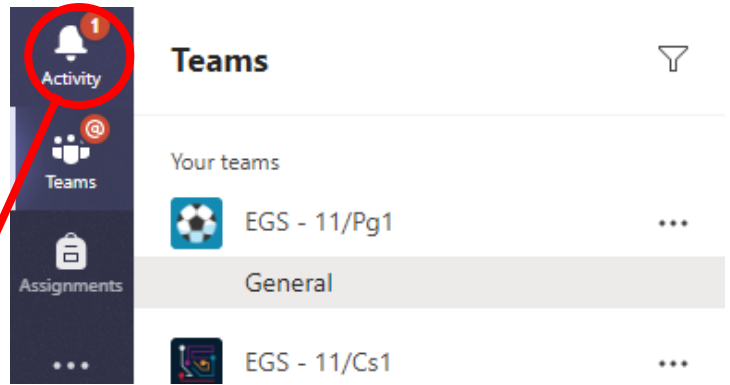 1
Activity
@
Teams
Assignments
Teams
Your teams
EGS - 11/Pg1
General
EGS - 11/Cs1